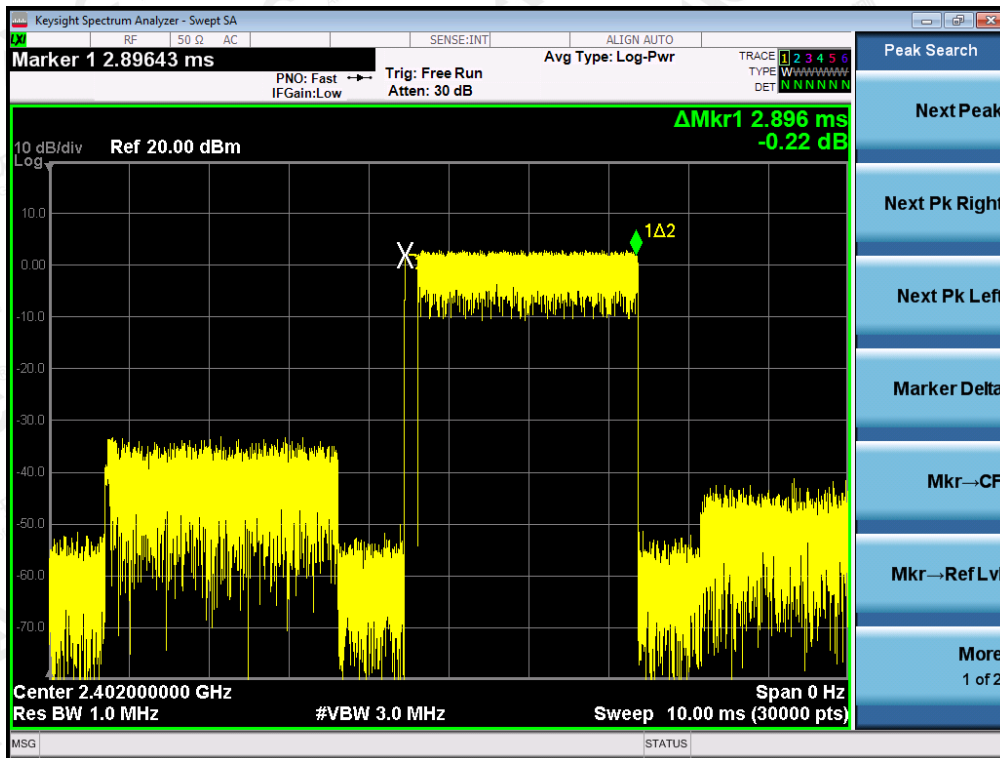 Keysight Spectrum Analyzer - Swept SA
LXI RF 50 Ω AC SENSE:INT ALIGN AUTO
Marker 1 2.89643 ms
PNO: Fast
IFGain:Low
Trig: Free Run
Atten: 30 dB
Avg Type: Log-Pwr
TRACE 1 2 3 4 5 6
TYPE W W W W W W
DET N N N N N N
ΔMkr1 2.896 ms
-0.22 dB
10 dB/div Ref 20.00 dBm
Log
10.0
0.00
-10.0
-20.0
-30.0
-40.0
-50.0
-60.0
-70.0
1Δ2
Center 2.402000000 GHz Span 0 Hz
Res BW 1.0 MHz #VBW 3.0 MHz Sweep 10.00 ms (30000 pts)
MSG STATUS
Peak Search
Next Peak
Next Pk Right
Next Pk Left
Marker Delta
Mkr→CF
Mkr→Ref Lvl
More
1 of 2